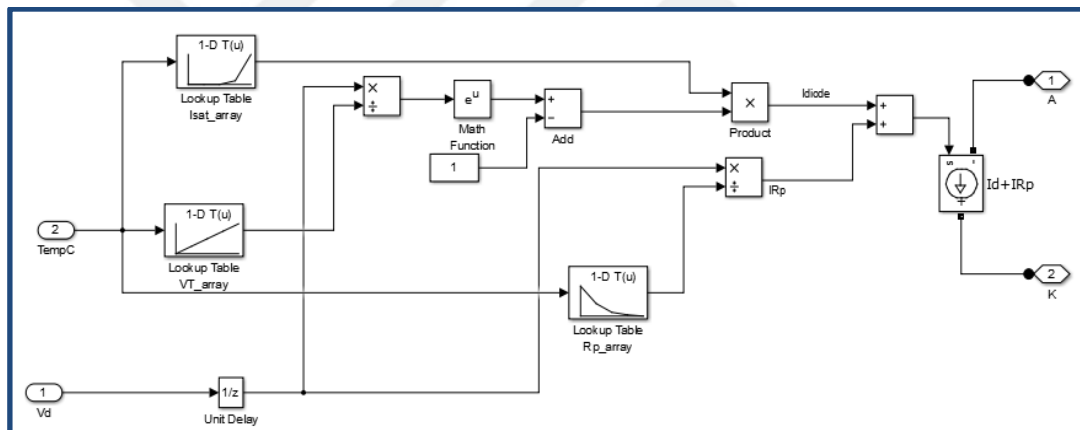 1-D T(u)
Lookup Table
Isat_array
×
÷
e^u
Math
Function
+
−
Add
1
×
Product
Idiode
+
+
1
A
s
-
+
Id+IRp
×
÷
IRp
2
TempC
1-D T(u)
Lookup Table
VT_array
1-D T(u)
Lookup Table
Rp_array
2
K
1
Vd
1/z
Unit Delay